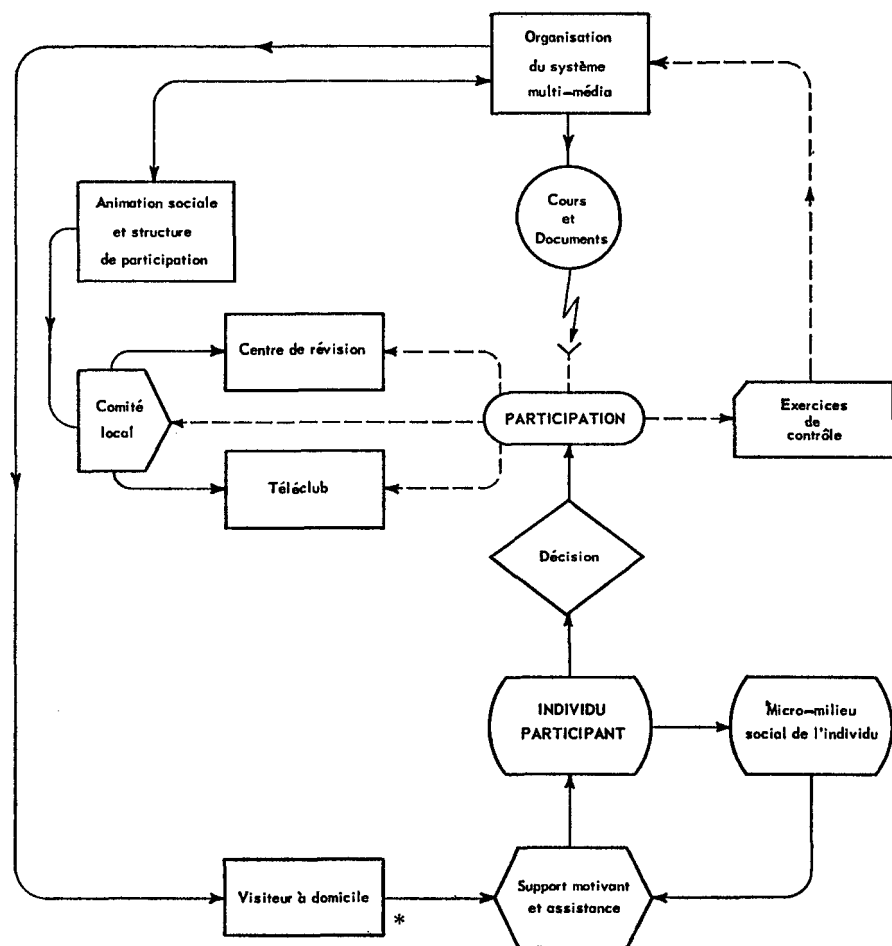 Organisation
du système
multi-média
Cours
et
Documents
Animation sociale
et structure
de participation
Centre de révision
Comité
local
PARTICIPATION
Exercices
de
contrôle
Téléclub
Décision
INDIVIDU
PARTICIPANT
Micro-milieu
social de l'individu
Visiteur à domicile
*
Support motivant
et assistance